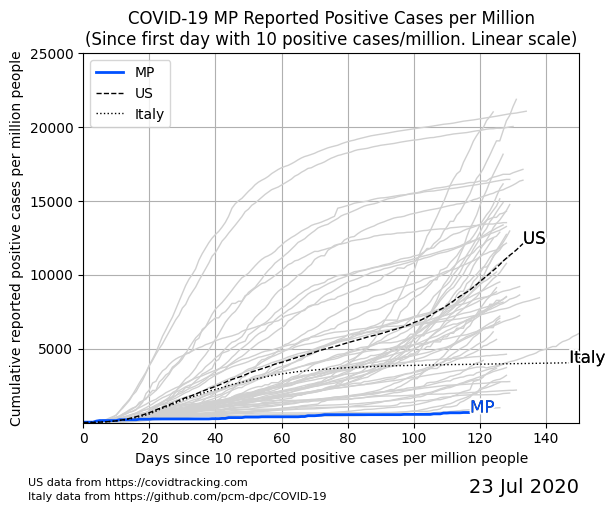 COVID-19 MP Reported Positive Cases per Million
(Since first day with 10 positive cases/million. Linear scale)
Cumulative reported positive cases per million people
25000
20000
15000
10000
5000
MP
US
Italy
US
Italy
MP
0
20
40
60
80
100
120
140
Days since 10 reported positive cases per million people
US data from https://covidtracking.com
Italy data from https://github.com/pcm-dpc/COVID-19
23 Jul 2020